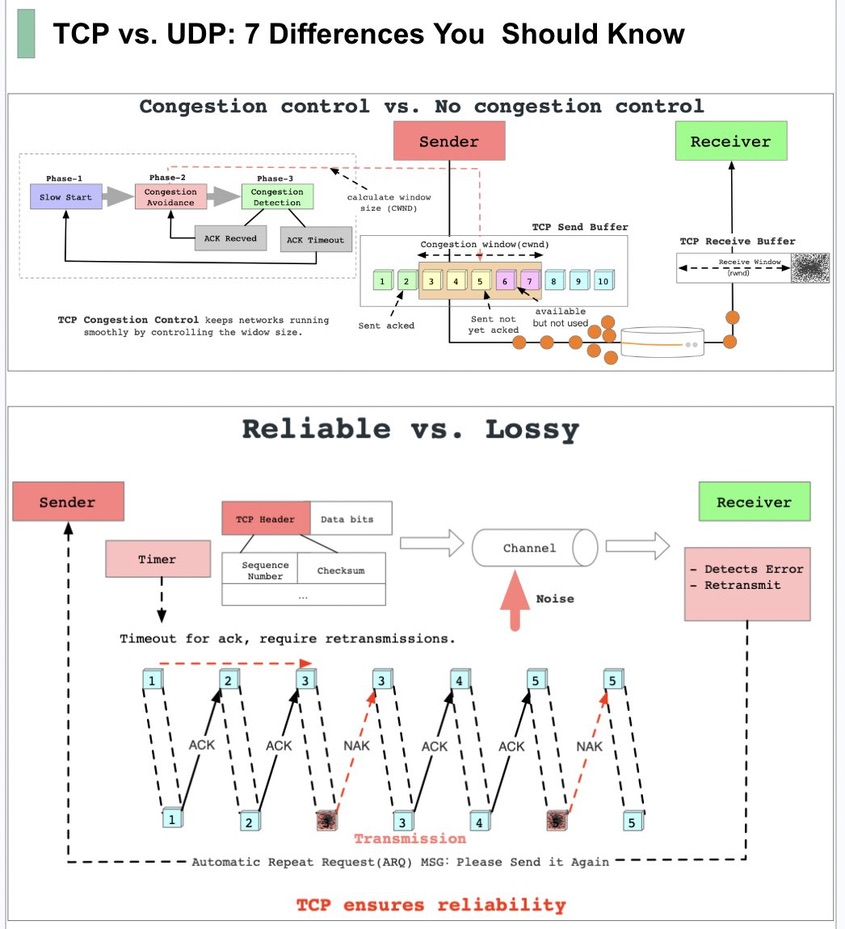 TCP vs. UDP: 7 Differences You Should Know
Congestion control vs. No congestion control
Sender
Receiver
Phase-1
Phase-2
Phase-3
Slow Start
Congestion
Avoidance
Congestion
Detection
calculate window
size (CWND)
ACK Recved
ACK Timeout
TCP Send Buffer
Congestion window(cwnd)
1 2 3 4 5 6 7 8 9 10
Sent acked
Sent not
yet acked
available
but not used
TCP Receive Buffer
Receive Window
(rwnd)
TCP Congestion Control keeps networks running
smoothly by controlling the widow size.
Reliable vs. Lossy
Sender
Receiver
TCP Header
Data bits
Sequence
Number
Checksum
...
Channel
Noise
Timer
- Detects Error
- Retransmit
Timeout for ack, require retransmissions.
1 2 3 3 4 5 5
ACK ACK NAK ACK ACK NAK
1 2 3 3 4 5 5
Transmission
Automatic Repeat Request(ARQ) MSG: Please Send it Again
TCP ensures reliability